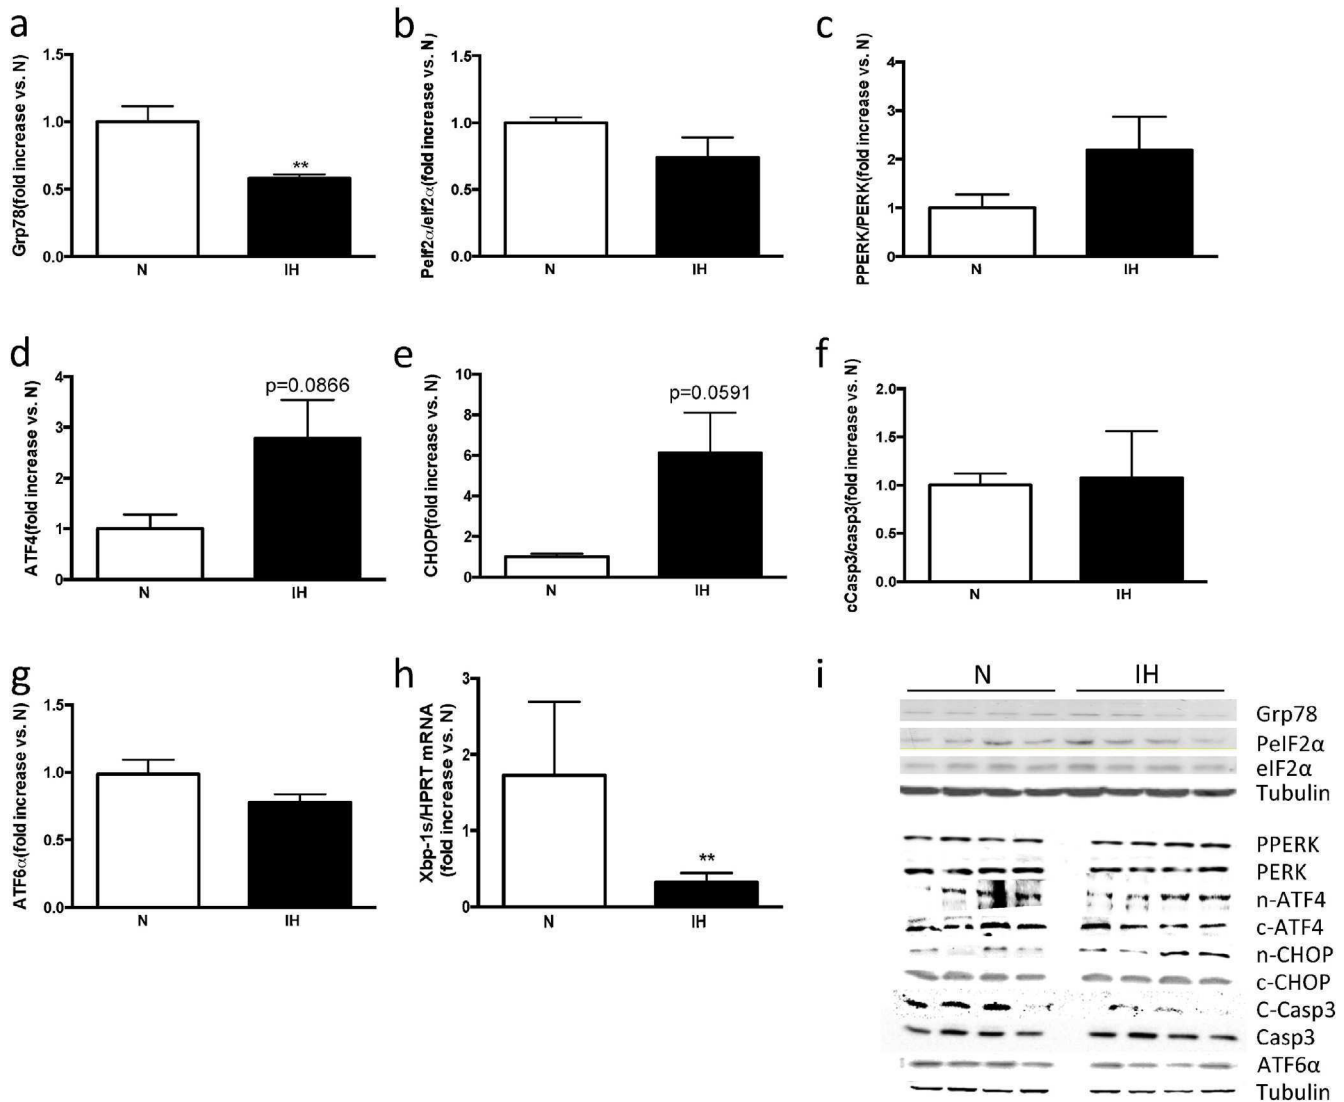 a
Grp78(fold increase vs. N)
1.5
1.0
0.5
0.0
**
N
IH
b
Pelf2α/elf2α(fold increase vs. N)
1.5
1.0
0.5
0.0
N
IH
c
PPERK/PERK(fold increase vs. N)
4
3
2
1
0
N
IH
d
ATF4(fold increase vs. N)
4
3
2
1
0
p=0.0866
N
IH
e
CHOP(fold increase vs. N)
10
8
6
4
2
0
p=0.0591
N
IH
f
cCasp3/casp3(fold increase vs. N)
2.0
1.5
1.0
0.5
0.0
N
IH
g
ATF6α(fold increase vs. N)
1.5
1.0
0.5
0.0
N
IH
h
Xbp-1s/HPRT mRNA
(fold increase vs. N)
3
2
1
0
**
N
IH
i
N
IH
Grp78
PeIF2α
eIF2α
Tubulin
PPERK
PERK
n-ATF4
c-ATF4
n-CHOP
c-CHOP
C-Casp3
Casp3
ATF6α
Tubulin